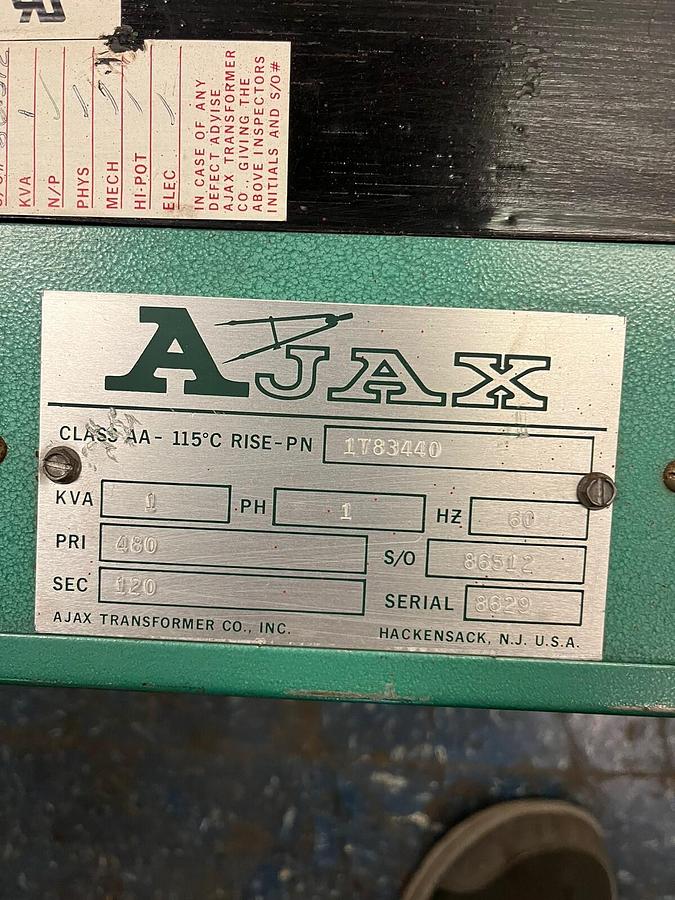 KVA 1
N/P
PHYS
MECH
HI-POT
ELEC
IN CASE OF ANY
DEFECT ADVISE
AJAX TRANSFORMER
CO., GIVING THE
ABOVE INSPECTORS
INITIALS AND S/O#
AJAX
CLASS AA - 115°C RISE-PN 1T83440
KVA 1 PH 1 HZ 60
PRI 480 S/O 86512
SEC 120 SERIAL 8629
AJAX TRANSFORMER CO., INC. HACKENSACK, N.J. U.S.A.